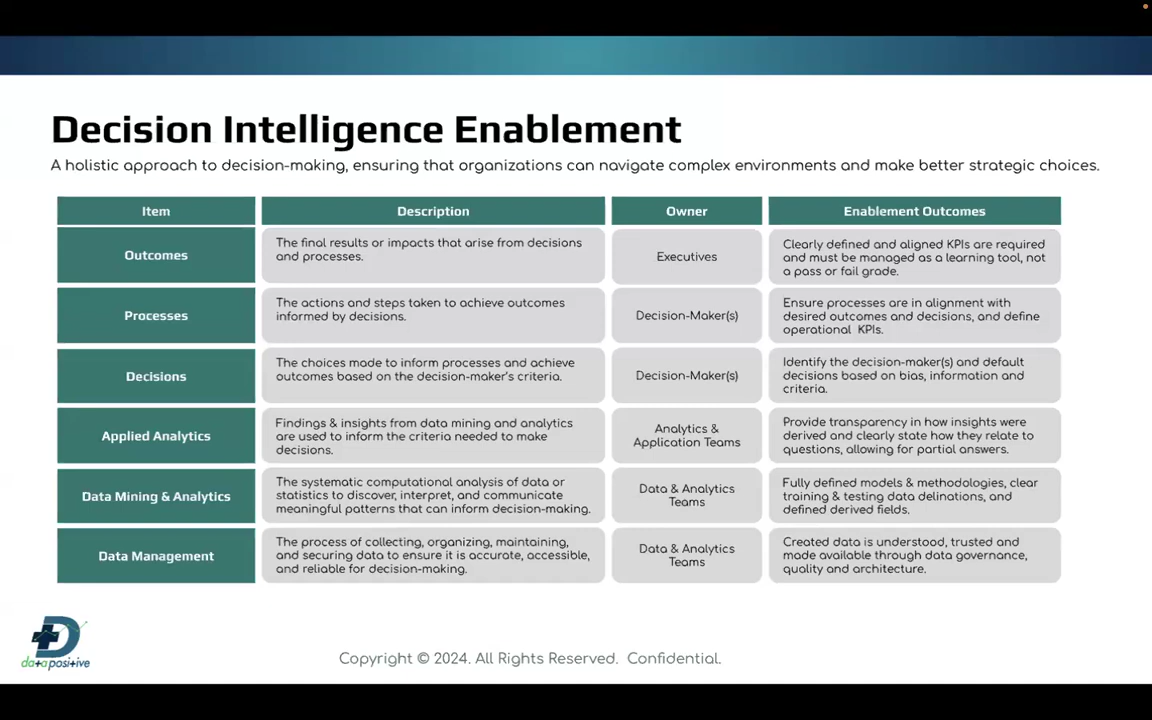 Decision Intelligence Enablement
A holistic approach to decision-making, ensuring that organizations can navigate complex environments and make better strategic choices.
Item
Description
Owner
Enablement Outcomes
Outcomes
The final results or impacts that arise from decisions
and processes.
Executives
Clearly defined and aligned KPIs are required
and must be managed as a learning tool, not
a pass or fail grade.
Processes
The actions and steps taken to achieve outcomes
informed by decisions.
Decision-Maker(s)
Ensure processes are in alignment with
desired outcomes and decisions, and define
operational KPIs.
Decisions
The choices made to inform processes and achieve
outcomes based on the decision-maker's criteria.
Decision-Maker(s)
Identify the decision-maker(s) and default
decisions based on bias, information and
criteria.
Applied Analytics
Findings & insights from data mining and analytics
are used to inform the criteria needed to make
decisions.
Analytics &
Application Teams
Provide transparency in how insights were
derived and clearly state how they relate to
questions, allowing for partial answers.
Data Mining & Analytics
The systematic computational analysis of data or
statistics to discover, interpret, and communicate
meaningful patterns that can inform decision-making.
Data & Analytics
Teams
Fully defined models & methodologies, clear
training & testing data delinations, and
defined derived fields.
Data Management
The process of collecting, organizing, maintaining,
and securing data to ensure it is accurate, accessible,
and reliable for decision-making.
Data & Analytics
Teams
Created data is understood, trusted and
made available through data governance,
quality and architecture.
data positive
Copyright © 2024. All Rights Reserved. Confidential.